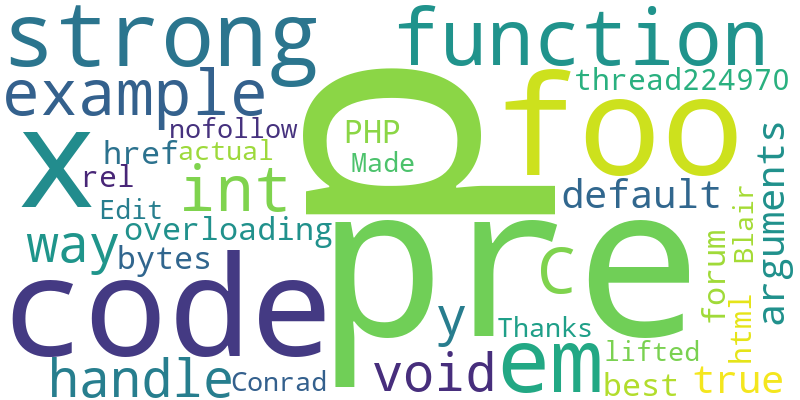 strong
function
example
foo
thread224970
x
nofollow
PHP
p
href
actual
Made
rel
int
default
Edit
way
overloading
bytes
C
pre
forum
Blair
arguments
code
y
Thanks
em
html
lifted
handle
Conrad
void
best
true